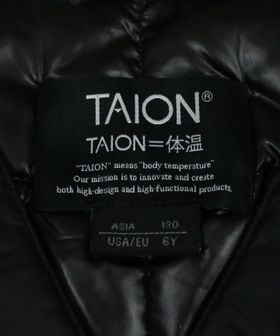 TAION®
TAION=体温
"TAION" means "body temperature"
Our mission is to innovate and create
both high-design and high-functional products.
ASIA 130
USA/EU 6Y